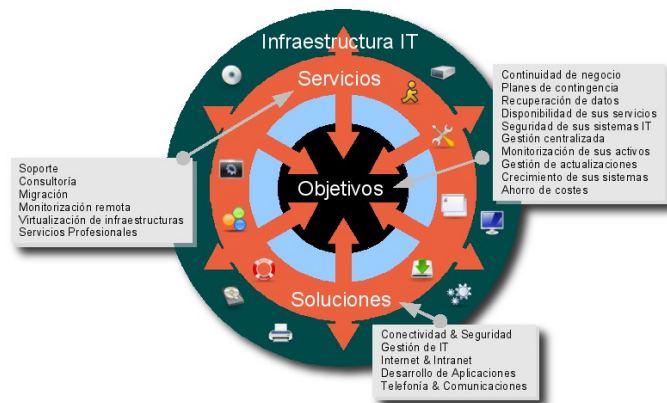 Infraestructura IT
Servicios
Objetivos
Soluciones
Continuidad de negocio
Planes de contingencia
Recuperación de datos
Disponibilidad de sus servicios
Seguridad de sus sistemas IT
Gestión centralizada
Monitorización de sus activos
Gestión de actualizaciones
Crecimiento de sus sistemas
Ahorro de costes
Soporte
Consultoría
Migración
Monitorización remota
Virtualización de infraestructuras
Servicios Profesionales
Conectividad & Seguridad
Gestión de IT
Internet & Intranet
Desarrollo de Aplicaciones
Telefonía & Comunicaciones